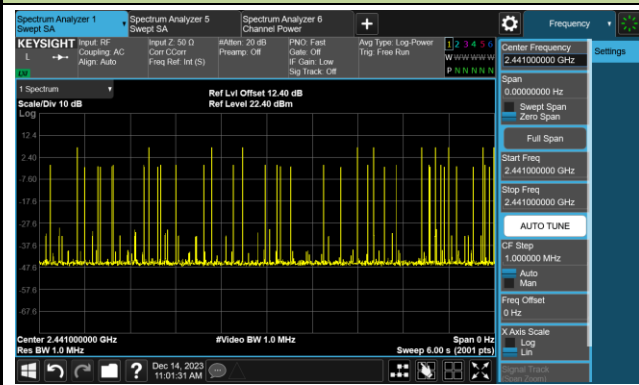 Spectrum Analyzer 1
Swept SA
Spectrum Analyzer 5
Swept SA
Spectrum Analyzer 6
Channel Power
+
Frequency
KEYSIGHT
L
Input: RF
Coupling: AC
Align: Auto
Input Z: 50 Ω
Corr CCorr
Freq Ref: Int (S)
#Atten: 20 dB
Preamp: Off
PNO: Fast
Gate: Off
IF Gain: Low
Sig Track: Off
Avg Type: Log-Power
Trig: Free Run
1 2 3 4 5 6
W W W W W W
P N N N N N
1 Spectrum
Scale/Div 10 dB
Log
Ref Lvl Offset 12.40 dB
Ref Level 22.40 dBm
12.4
2.40
-7.60
-17.6
-27.6
-37.6
-47.6
-57.6
-67.6
Center 2.441000000 GHz
Res BW 1.0 MHz
#Video BW 1.0 MHz
Span 0 Hz
Sweep 6.00 s (2001 pts)
Dec 14, 2023
11:01:31 AM
?
Center Frequency
2.441000000 GHz
Settings
Span
0.00000000 Hz
Swept Span
Zero Span
Full Span
Start Freq
2.441000000 GHz
Stop Freq
2.441000000 GHz
AUTO TUNE
CF Step
1.000000 MHz
Auto
Man
Freq Offset
0 Hz
X Axis Scale
Log
Lin
Signal Track
(Span Zoom)